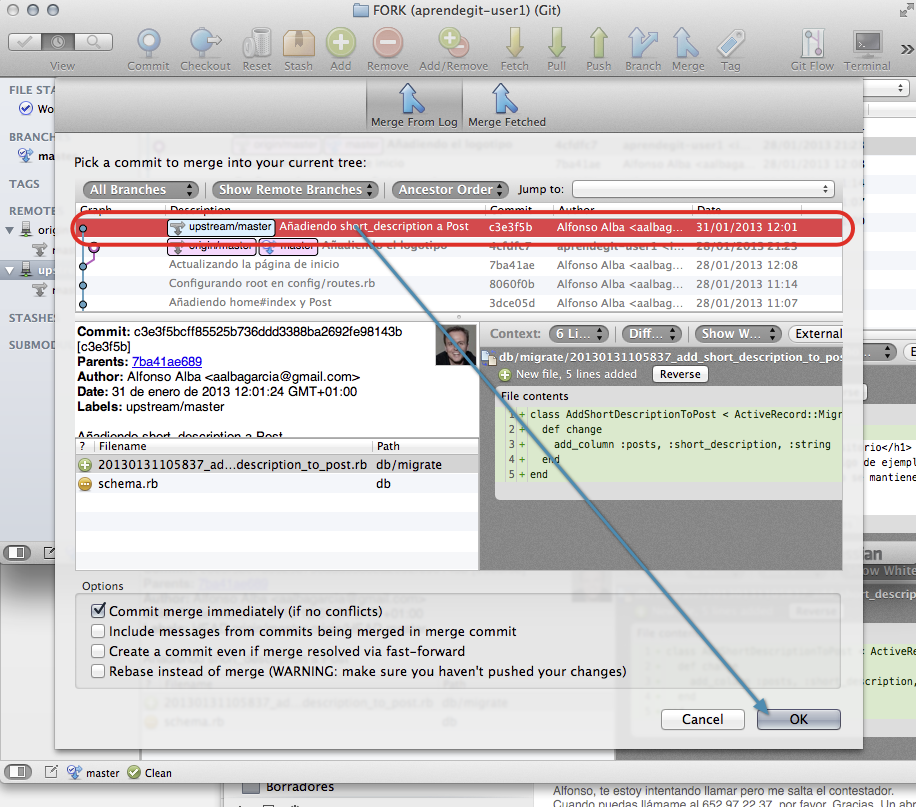 FORK (aprendegit-user1) (Git)
View Commit Checkout Reset Stash Add Remove Add/Remove Fetch Pull Push Branch Merge Tag Git Flow Terminal
FILE STA
Wo
BRANCH
mas
TAGS
REMOTE
orig
ups
STASHES
SUBMOD
Merge From Log Merge Fetched
Pick a commit to merge into your current tree:
All Branches Show Remote Branches Ancestor Order Jump to:
Graph Description Commit Author Date
upstream/master Añadiendo short_description a Post c3e3f5b Alfonso Alba <aalbag... 31/01/2013 12:01
origin/master master Añadiendo el logotipo 4cfdfc7 aprendegit-user1 <... 28/01/2013 21:23
Actualizando la página de inicio 7ba41ae Alfonso Alba <aalbag... 28/01/2013 12:08
Configurando root en config/routes.rb 8060f0b Alfonso Alba <aalbag... 28/01/2013 11:14
Añadiendo home#index y Post 3dce05d Alfonso Alba <aalbag... 28/01/2013 11:07
Commit: c3e3f5bcff85525b736ddd3388ba2692fe98143b
[c3e3f5b]
Parents: 7ba41ae689
Author: Alfonso Alba <aalbagarcia@gmail.com>
Date: 31 de enero de 2013 12:01:24 GMT+01:00
Labels: upstream/master
Añadiendo short_description a Post
? Filename Path
20130131105837_ad...description_to_post.rb db/migrate
schema.rb db
Context: 6 Li... Diff... Show W... External
db/migrate/20130131105837_add_short_description_to_pos
New file, 5 lines added Reverse
File contents
1 + class AddShortDescriptionToPost < ActiveRecord::Migr
2 + def change
3 + add_column :posts, :short_description, :string
4 + end
5 + end
Options
Commit merge immediately (if no conflicts)
Include messages from commits being merged in merge commit
Create a commit even if merge resolved via fast-forward
Rebase instead of merge (WARNING: make sure you haven't pushed your changes)
Cancel OK
master Clean
Borradores
Alfonso, te estoy intentando llamar pero me salta el contestador.
Cuando puedas llámame al 652 97 22 37, por favor. Gracias. Un abr